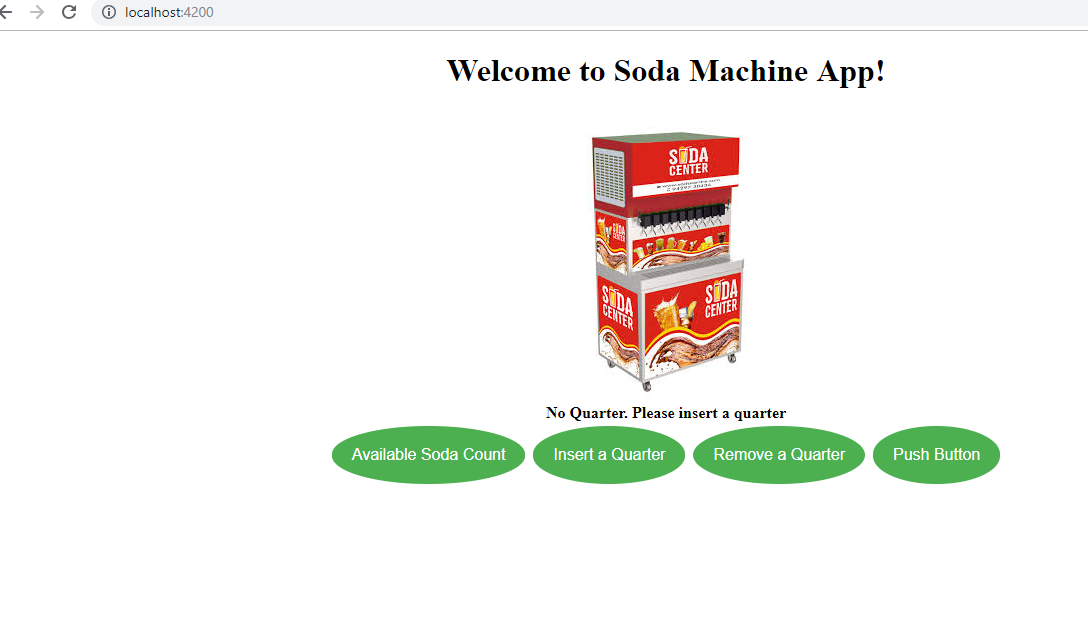 localhost:4200
Welcome to Soda Machine App!
SODA
CENTER
SODA
CENTER
SODA
CENTER
SODA
CENTER
No Quarter. Please insert a quarter
Available Soda Count
Insert a Quarter
Remove a Quarter
Push Button